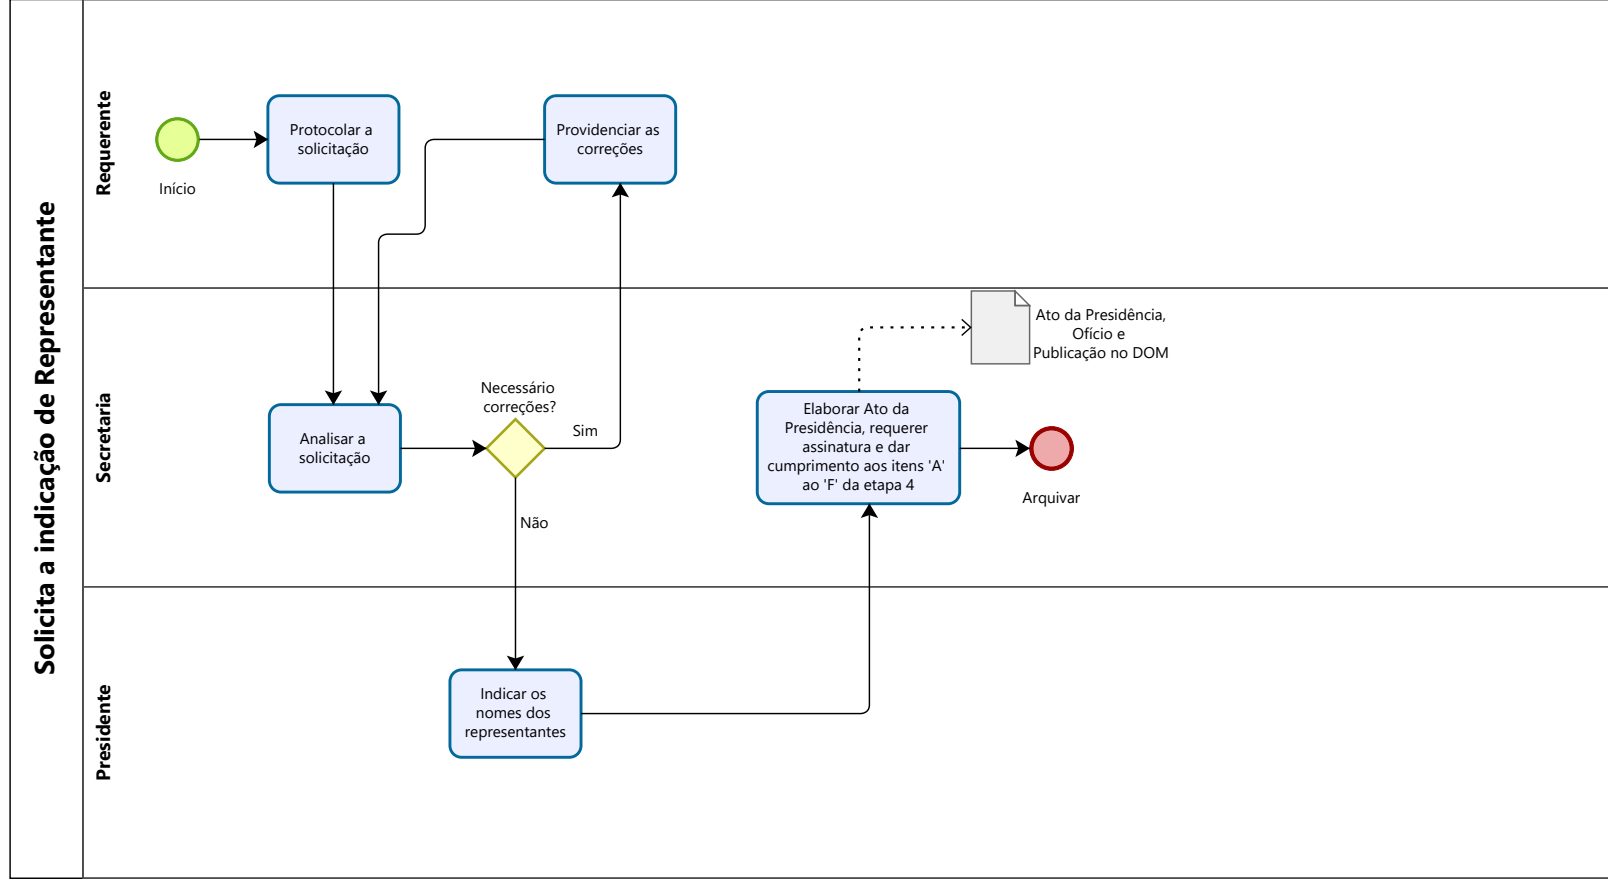 Solicita a indicação de Representante
Requerente
Início
Protocolar a
solicitação
Providenciar as
correções
Secretaria
Analisar a
solicitação
Necessário
correções?
Sim
Não
Elaborar Ato da
Presidência, requerer
assinatura e dar
cumprimento aos itens 'A'
ao 'F' da etapa 4
Ato da Presidência,
Ofício e
Publicação no DOM
Arquivar
Presidente
Indicar os
nomes dos
representantes